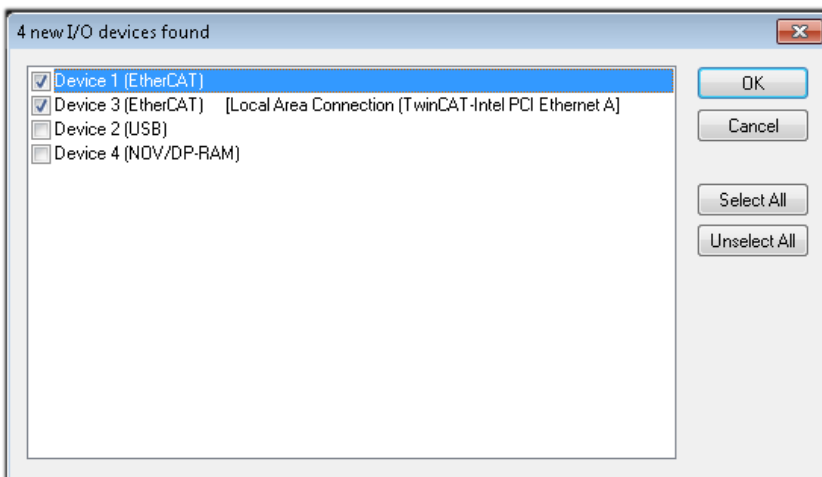 4 new I/O devices found
Device 1 (EtherCAT)
Device 3 (EtherCAT) [Local Area Connection (TwinCAT-Intel PCI Ethernet A]
Device 2 (USB)
Device 4 (NOV/DP-RAM)
OK
Cancel
Select All
Unselect All